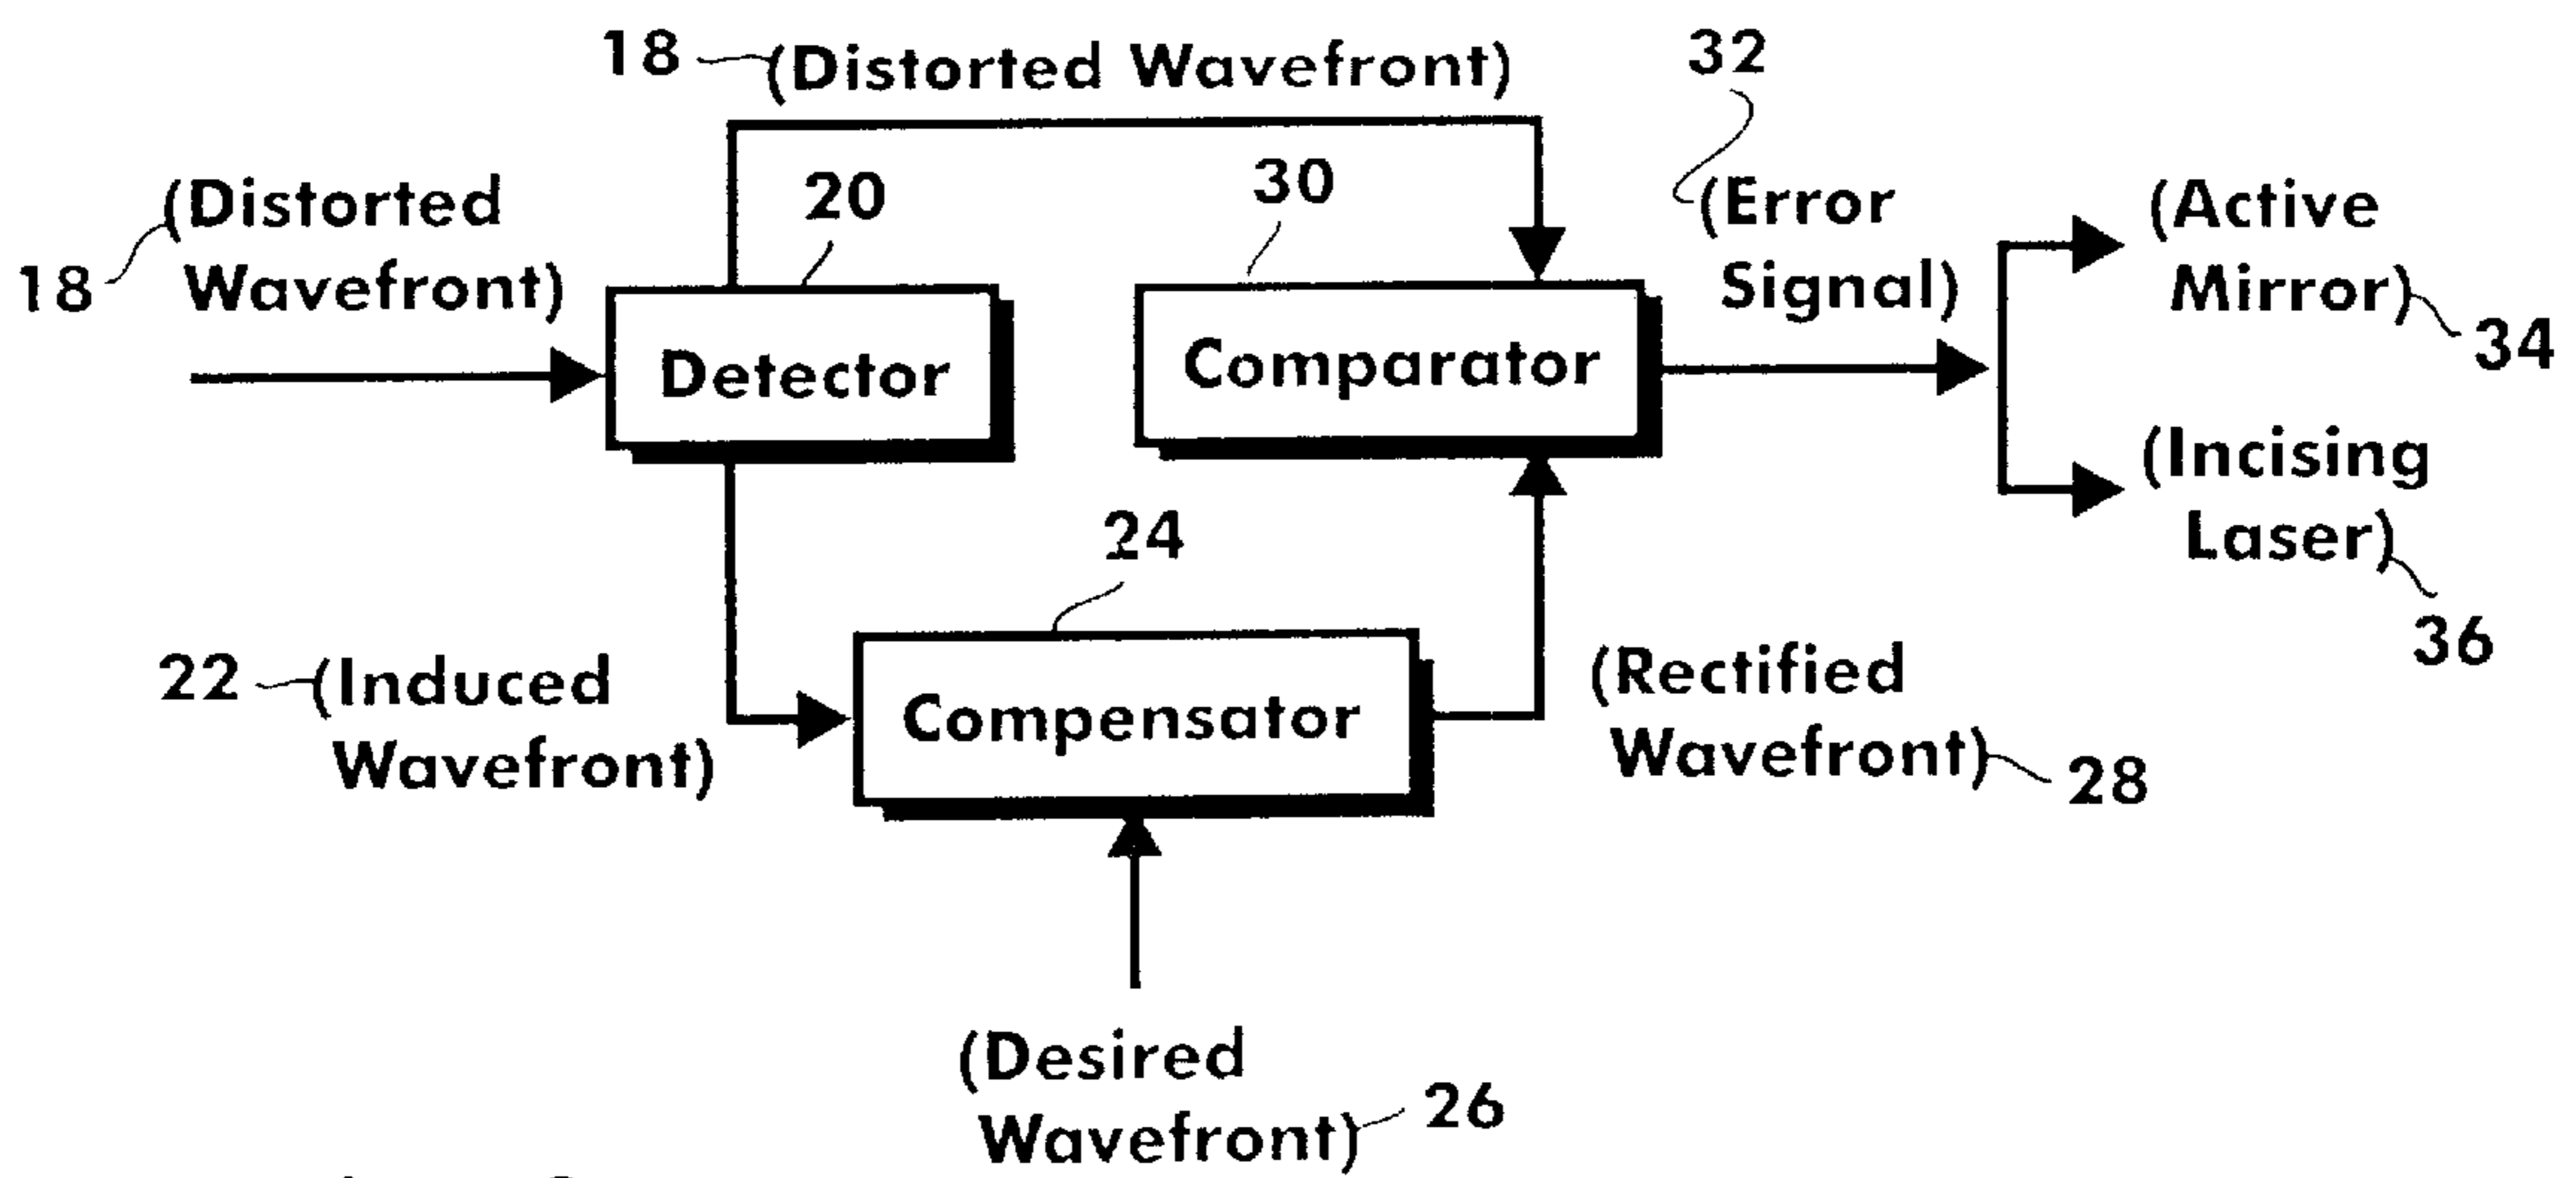 18 (Distorted Wavefront)
32
20
30
(Distorted
Wavefront)
18
(Error
Signal)
(Active
Mirror)
34
Detector
Comparator
(Incising
Laser)
36
24
22 (Induced
Wavefront)
Compensator
(Rectified
Wavefront)
28
(Desired
Wavefront)
26